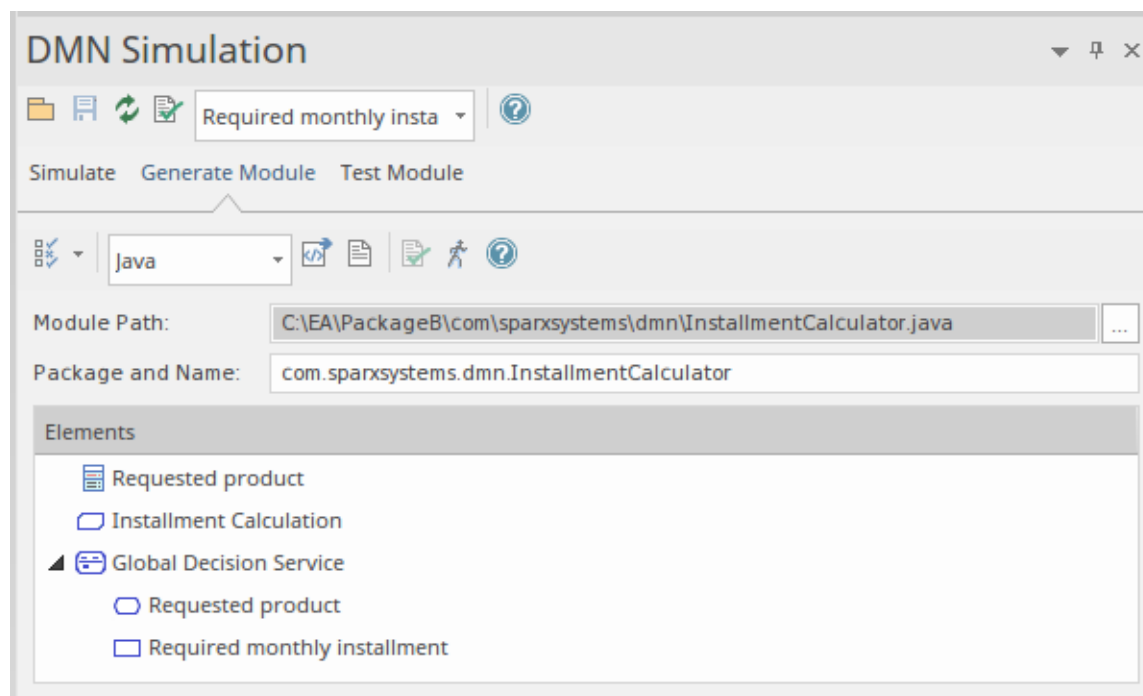 DMN Simulation
Required monthly insta
Simulate Generate Module Test Module
Java
Module Path: C:\EA\PackageB\com\sparxsystems\dmn\InstallmentCalculator.java ...
Package and Name: com.sparxsystems.dmn.InstallmentCalculator
Elements
Requested product
Installment Calculation
Global Decision Service
Requested product
Required monthly installment